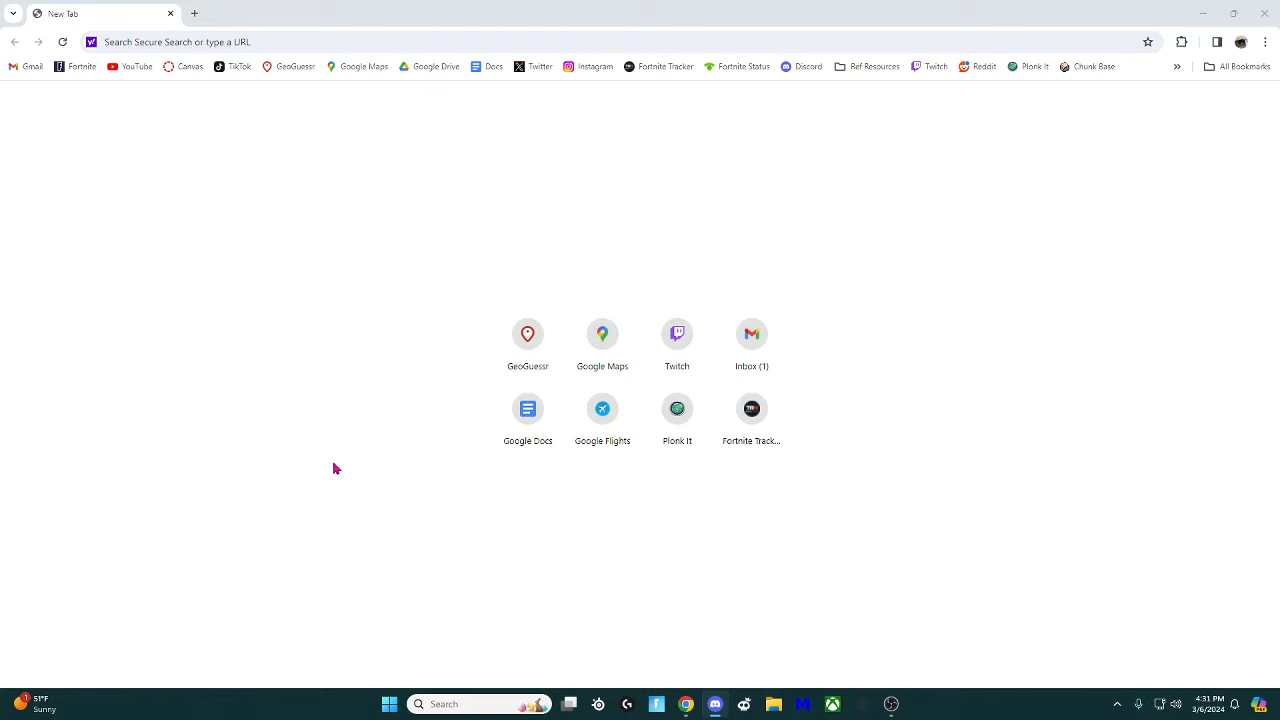 New Tab
Search Secure Search or type a URL
Gmail Fortnite YouTube Canvas TikTok GeoGuessr Google Maps Google Drive Docs Twitter Instagram Fortnite Tracker Fortnite Status Discord Ref Resources Twitch Reddit Plonk It Chunk Base » All Bookmarks
GeoGuessr Google Maps Twitch Inbox (1)
Google Docs Google Flights Plonk It Fortnite Track...
51°F
Sunny
Search
4:31 PM
3/6/2024